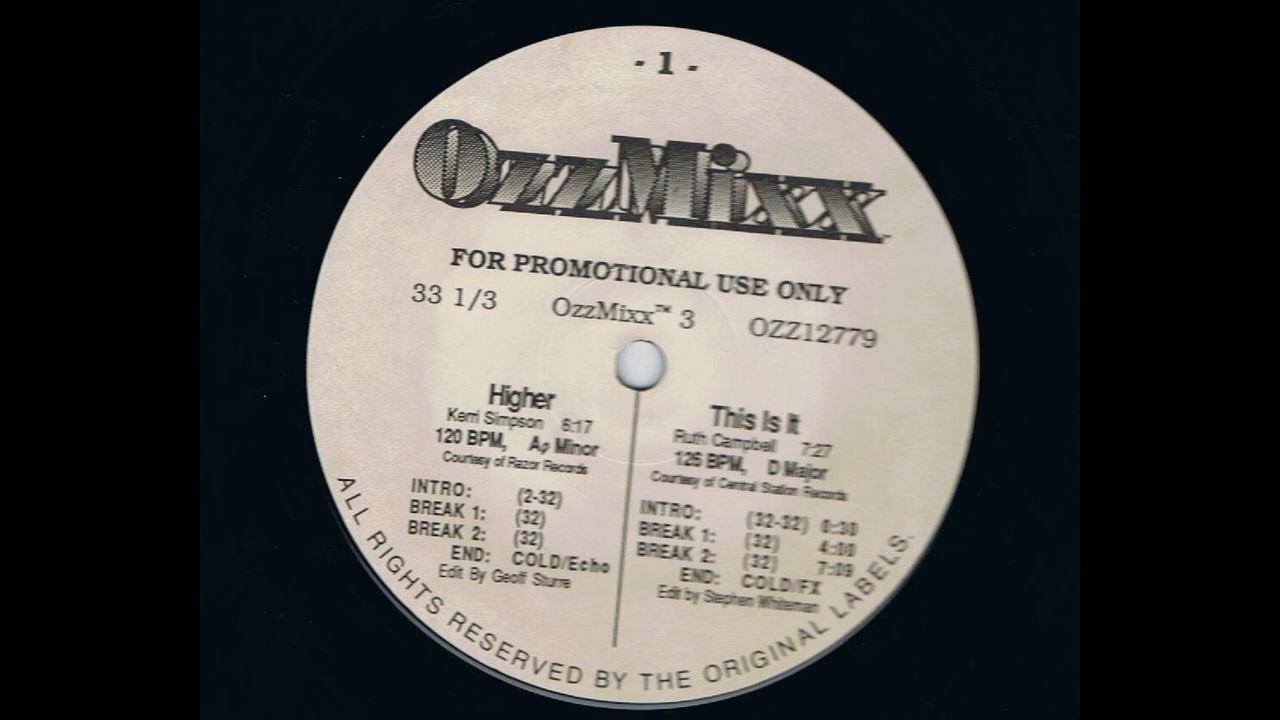 - 1 -
OzzMixx
FOR PROMOTIONAL USE ONLY
33 1/3 OzzMixx™ 3 OZZ12779
Higher
Kerri Simpson 6:17
120 BPM, Minor
Courtesy of Razor Records
INTRO: (2-32)
BREAK 1: (32)
BREAK 2: (32)
END: COLD/Echo
Edit By Geoff Sturre
This Is It
Ruth Campbell 7:27
126 BPM, D Major
Courtesy of Central Station Records
INTRO: (32-32) 0:30
BREAK 1: (32) 4:00
BREAK 2: (32) 7:09
END: COLD/FX
Edit by Stephen Whiteman
ALL RIGHTS RESERVED BY THE ORIGINAL LABELS.